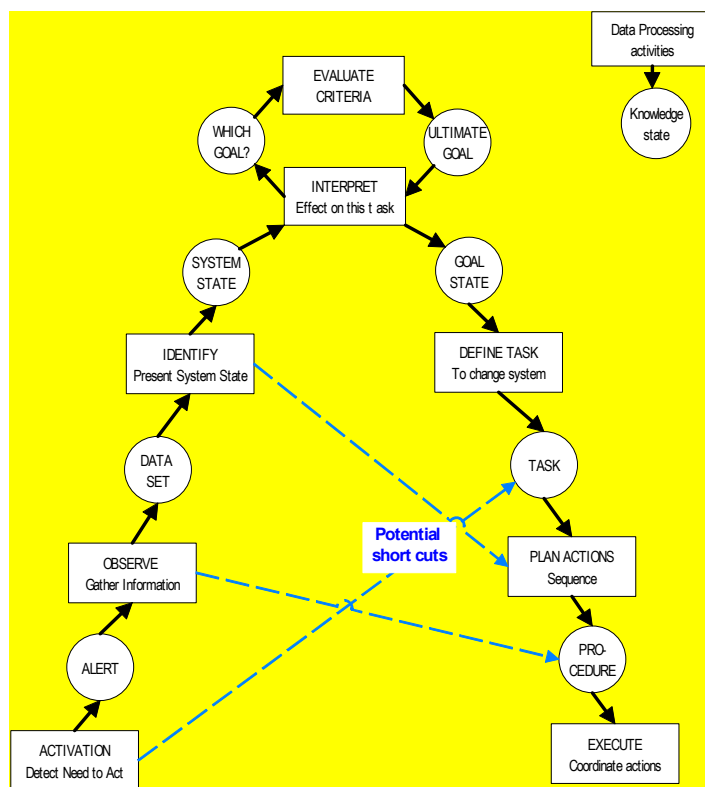 Data Processing
activities
Knowledge
state
EVALUATE
CRITERIA
WHICH
GOAL?
ULTIMATE
GOAL
INTERPRET
Effect on this t ask
SYSTEM
STATE
GOAL
STATE
IDENTIFY
Present System State
DEFINE TASK
To change system
DATA
SET
TASK
Potential
short cuts
OBSERVE
Gather Information
PLAN ACTIONS
Sequence
ALERT
PRO-
CEDURE
ACTIVATION
Detect Need to Act
EXECUTE
Coordinate actions